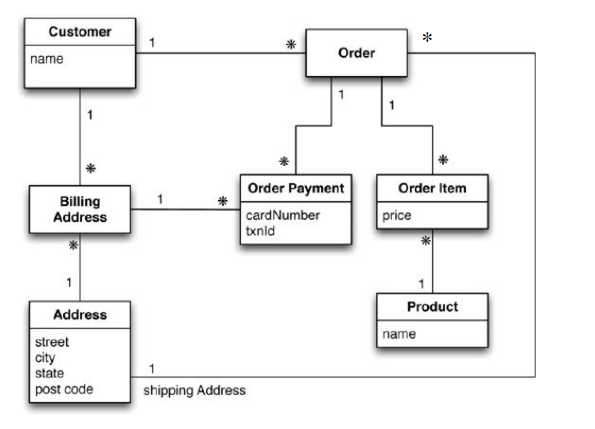 Customer
name
1
*
Order
*
1
*
1
*
1
*
Billing
Address
1
*
Order Payment
cardNumber
txnId
Order Item
price
*
1
*
1
Product
name
Address
street
city
state
post code
1
shipping Address